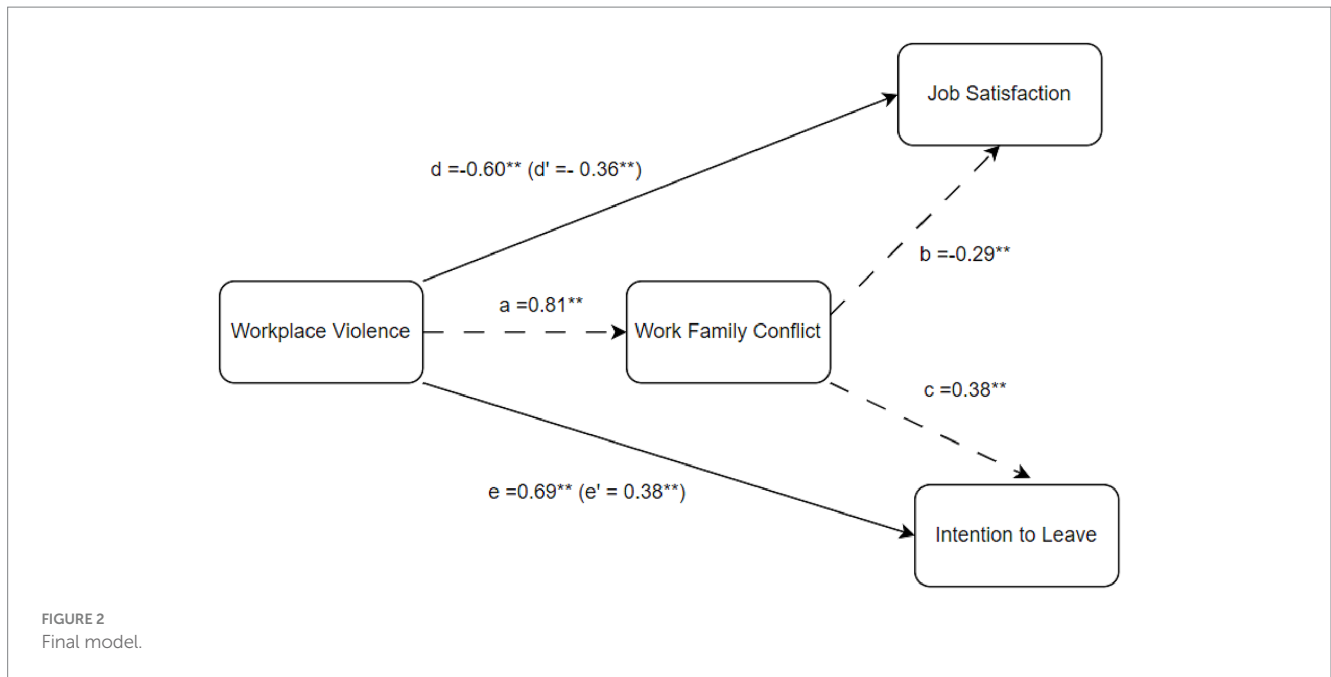 Job Satisfaction
d =-0.60** (d' =- 0.36**)
b =-0.29**
a =0.81**
Workplace Violence
Work Family Conflict
c =0.38**
e =0.69** (e' = 0.38**)
Intention to Leave
FIGURE 2
Final model.